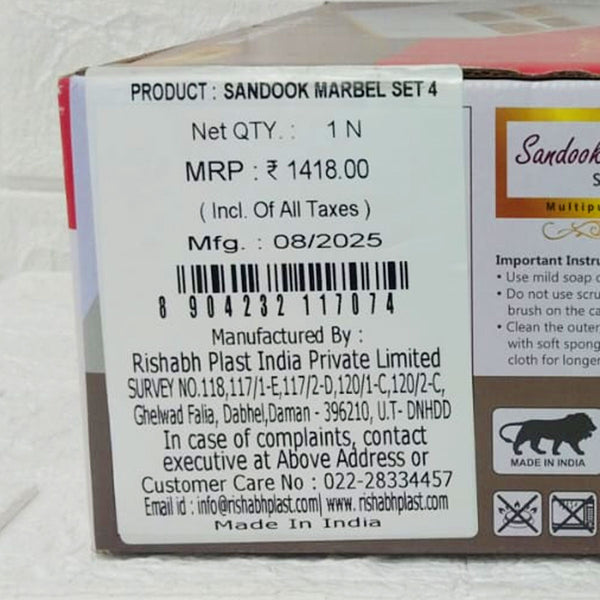 PRODUCT : SANDOOK MARBEL SET 4
Net QTY. : 1 N
MRP : ₹ 1418.00
( Incl. Of All Taxes )
Mfg. : 08/2025
8 904232 117074
Manufactured By :
Rishabh Plast India Private Limited
SURVEY NO.118,117/1-E,117/2-D,120/1-C,120/2-C,
Ghelwad Falia, Dabhel,Daman - 396210, U.T- DNHDD
In case of complaints, contact
executive at Above Address or
Customer Care No : 022-28334457
Email id : info@rishabhplast.com| www. rishabhplast.com
Made In India
Sandook
S
Multipu
Important Instru
• Use mild soap o
• Do not use scru
brush on the ca
• Clean the outer
with soft spong
cloth for longer
MADE IN INDIA